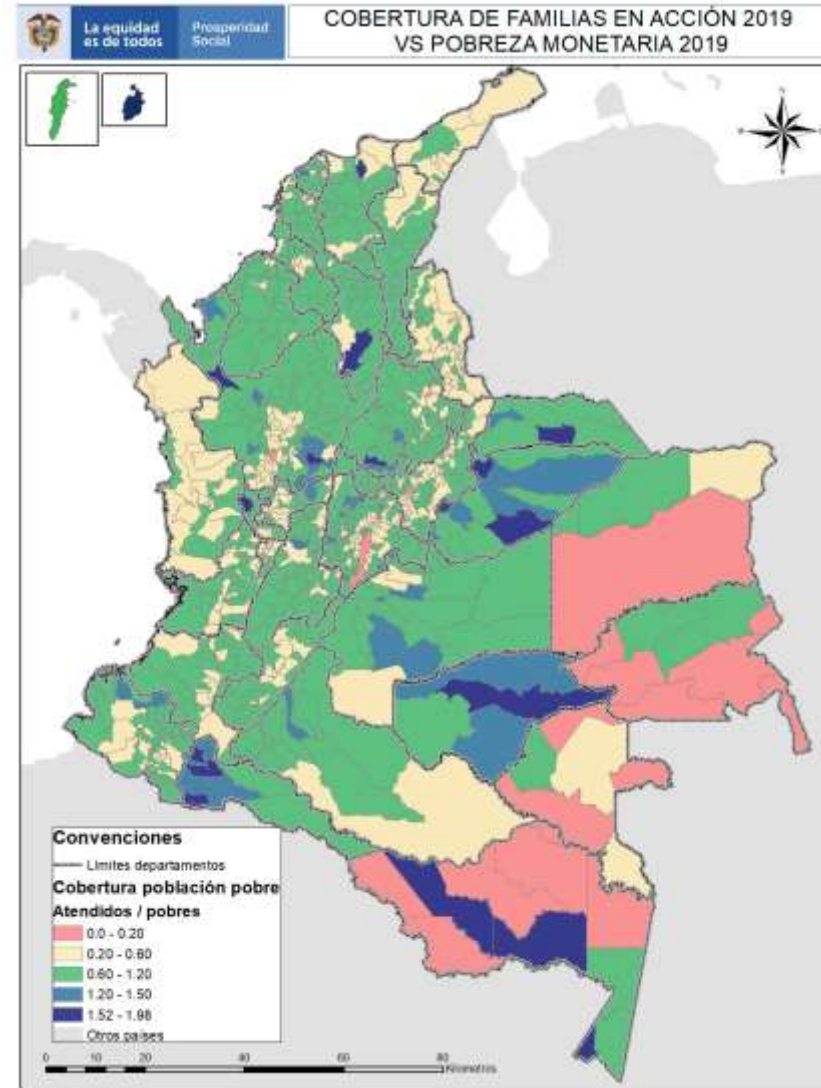 La equidad
es de todos
Prosperidad
Social
COBERTURA DE FAMILIAS EN ACCIÓN 2019
VS POBREZA MONETARIA 2019
Convenciones
Límites departamentos
Cobertura población pobre
Atendidos / pobres
0.0 - 0.20
0.20 - 0.60
0.60 - 1.20
1.20 - 1.50
1.52 - 1.98
Otros países
0 10 20 40 60 80
Kilometros